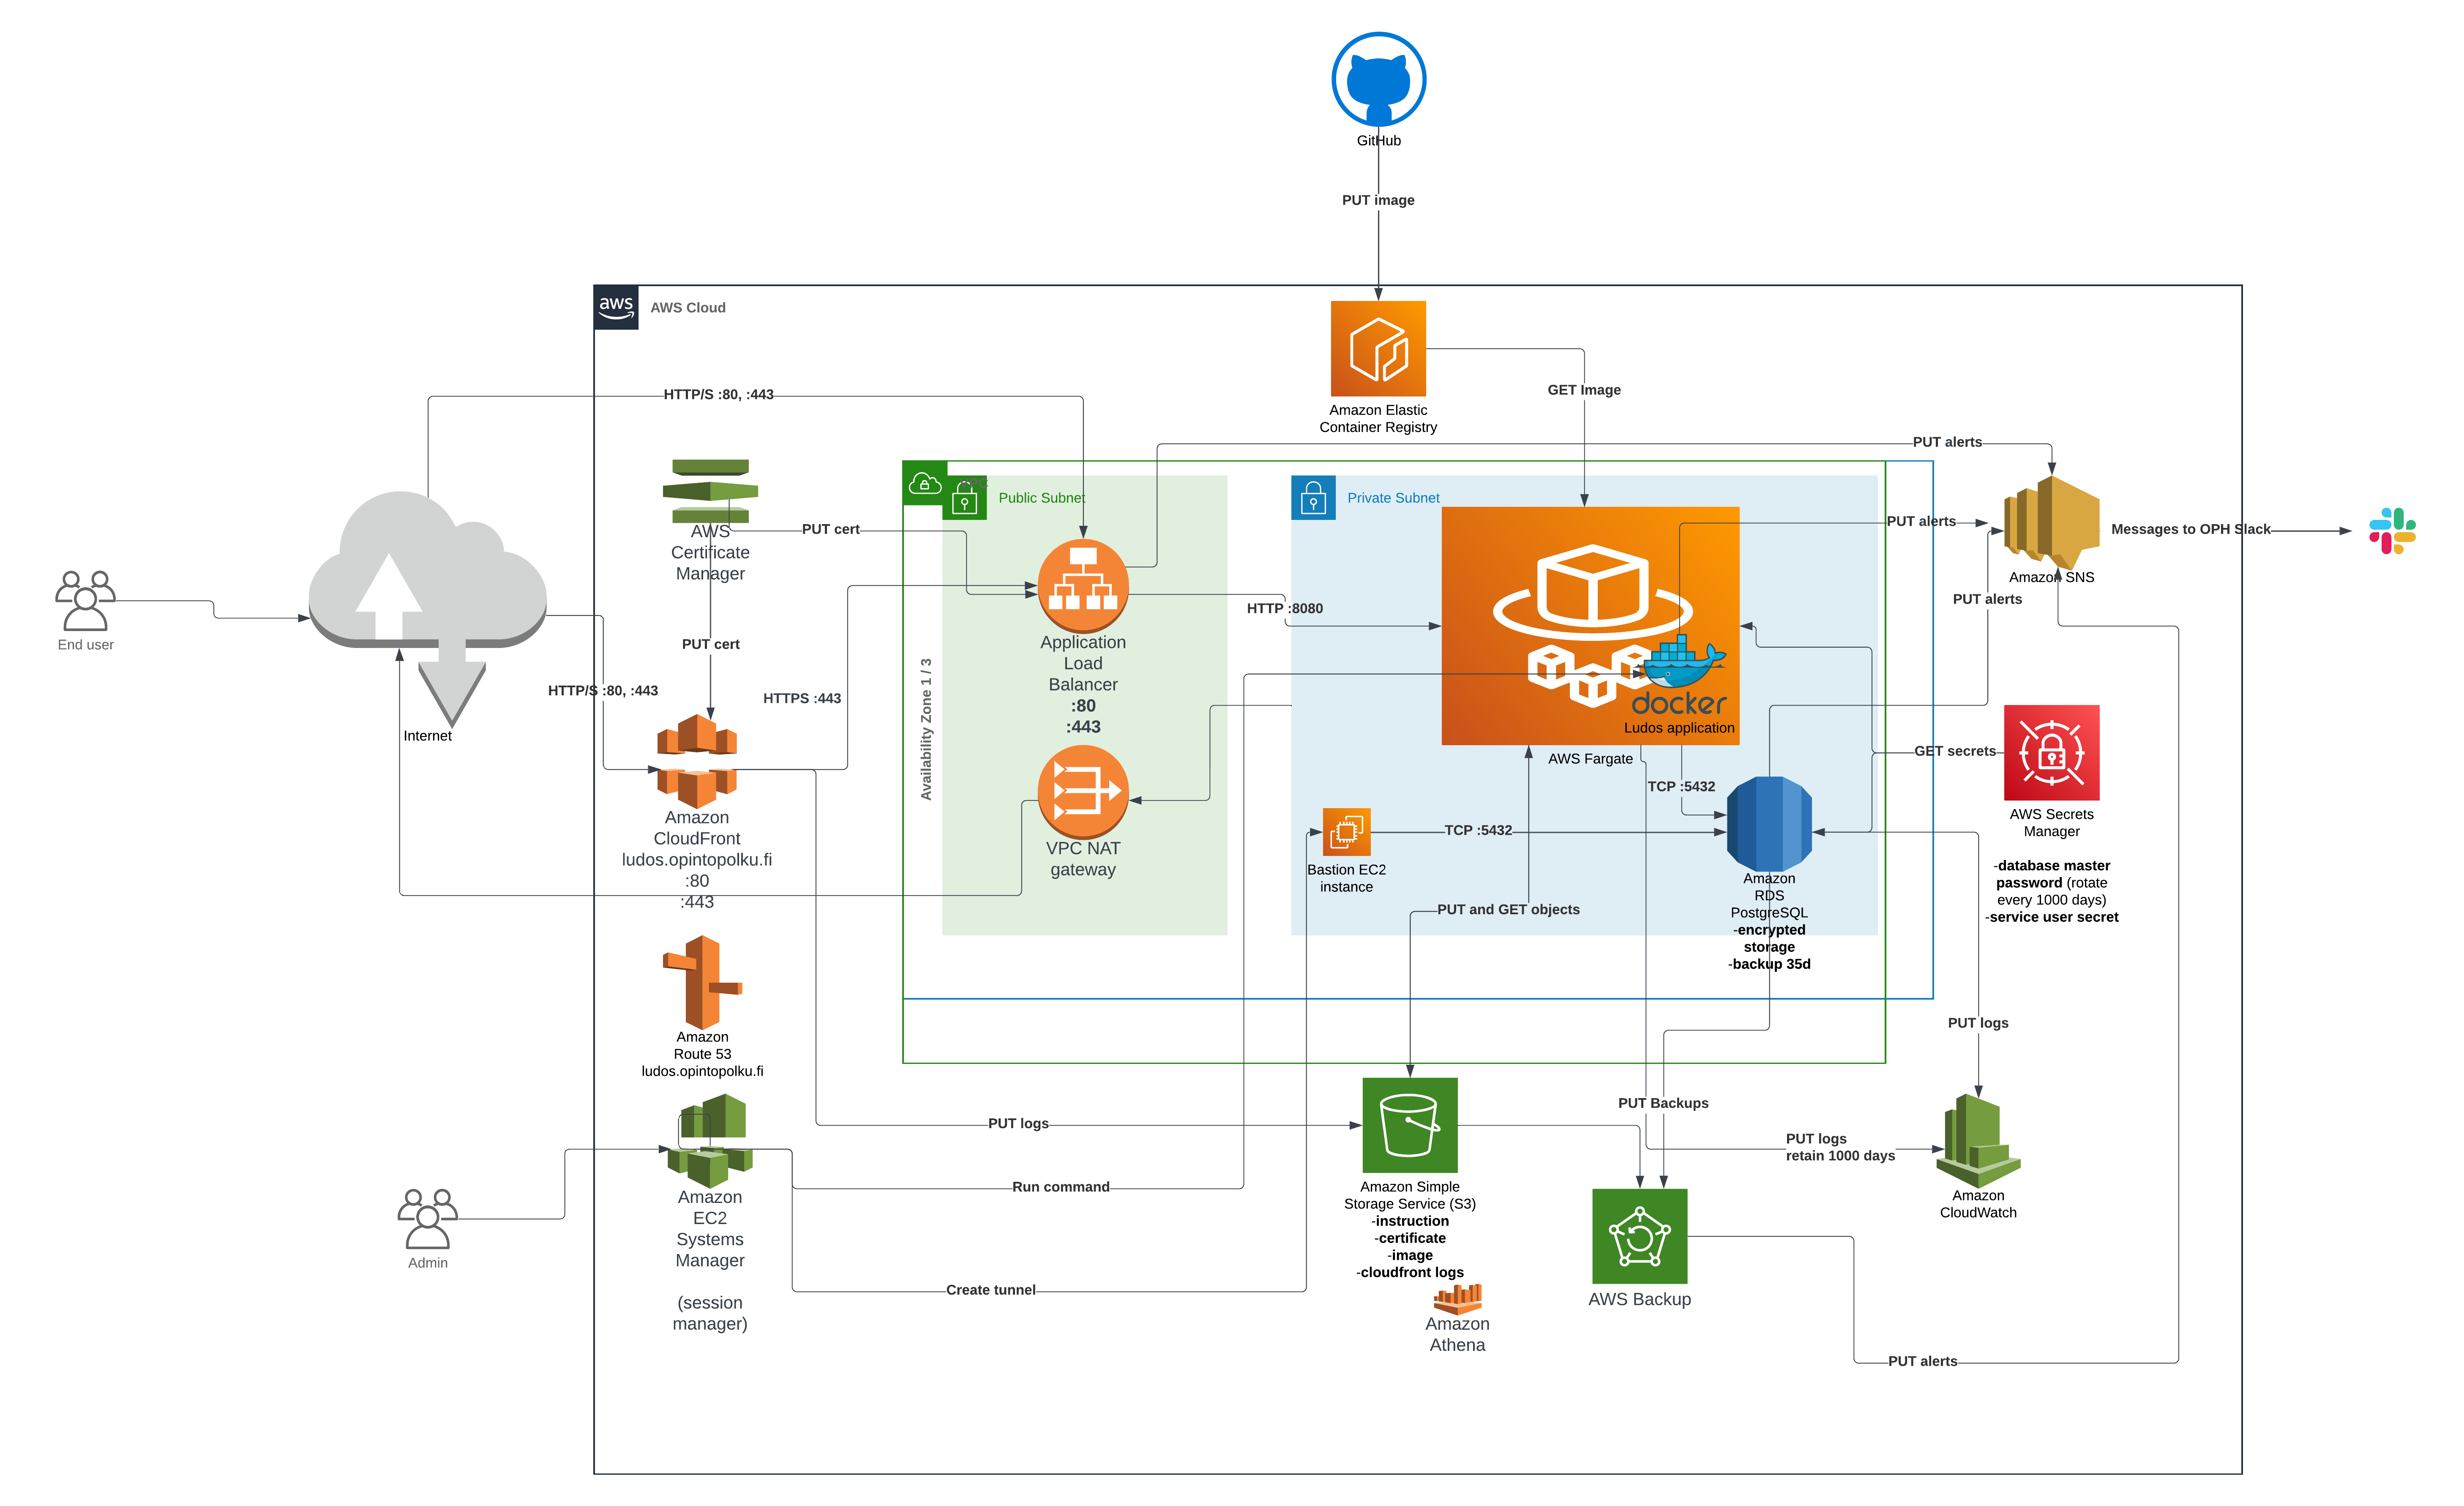 GitHub
PUT image
aws
AWS Cloud
HTTP/S :80, :443
Amazon Elastic
Container Registry
GET Image
PUT alerts
VPC
Public Subnet
Private Subnet
AWS
Certificate
Manager
PUT cert
PUT alerts
Messages to OPH Slack
Amazon SNS
PUT alerts
End user
Internet
HTTP/S :80, :443
PUT cert
HTTPS :443
Availability Zone 1 / 3
Application
Load
Balancer
:80
:443
HTTP :8080
docker
Ludos application
AWS Fargate
GET secrets
AWS Secrets
Manager
-database master
password (rotate
every 1000 days)
-service user secret
Amazon
CloudFront
ludos.opintopolku.fi
:80
:443
VPC NAT
gateway
TCP :5432
TCP :5432
Bastion EC2
instance
Amazon
RDS
PostgreSQL
-encrypted
storage
-backup 35d
PUT and GET objects
Amazon
Route 53
ludos.opintopolku.fi
PUT logs
PUT logs
PUT Backups
PUT logs
retain 1000 days
Run command
Amazon
EC2
Systems
Manager
(session
manager)
Admin
Create tunnel
Amazon Simple
Storage Service (S3)
-instruction
-certificate
-image
-cloudfront logs
Amazon
Athena
AWS Backup
Amazon
CloudWatch
PUT alerts